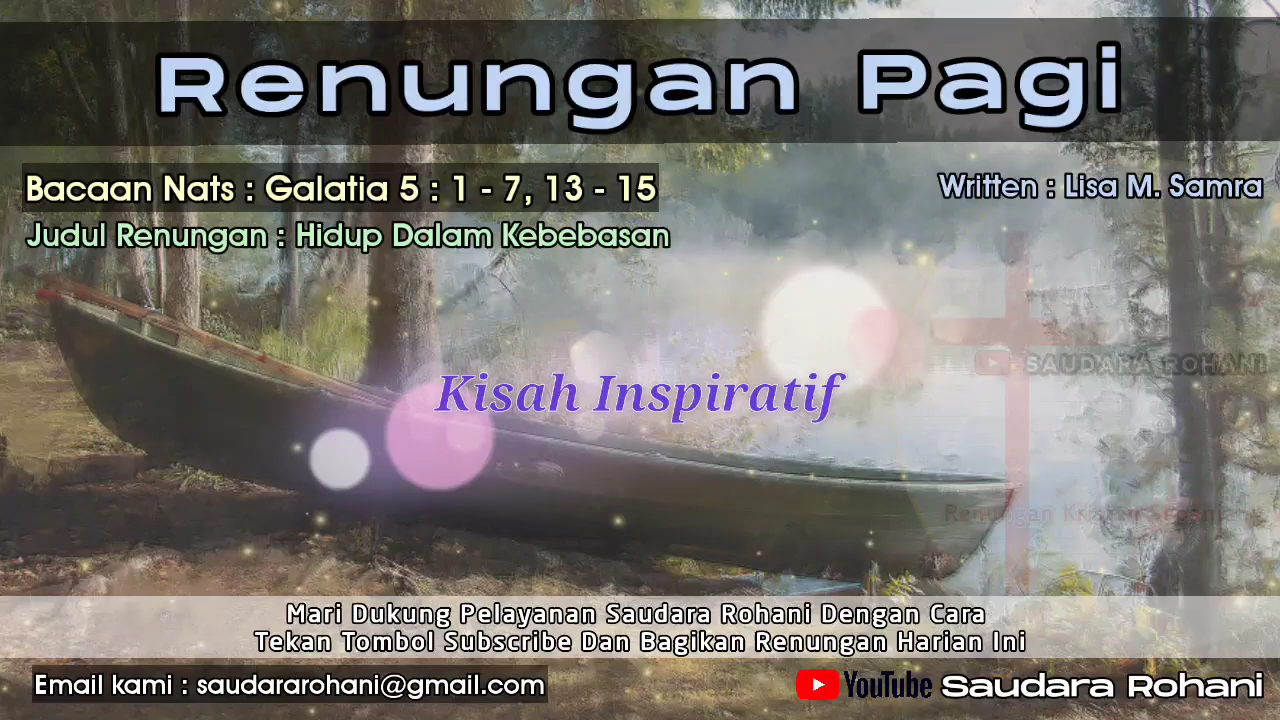 Renungan Pagi
Bacaan Nats : Galatia 5 : 1 - 7, 13 - 15
Written : Lisa M. Samra
Judul Renungan : Hidup Dalam Kebebasan
SAUDARA ROHANI
Kisah Inspiratif
Renungan Kristen
Mari Dukung Pelayanan Saudara Rohani Dengan Cara
Tekan Tombol Subscribe Dan Bagikan Renungan Harian Ini
Email kami : saudararohani@gmail.com
YouTube Saudara Rohani